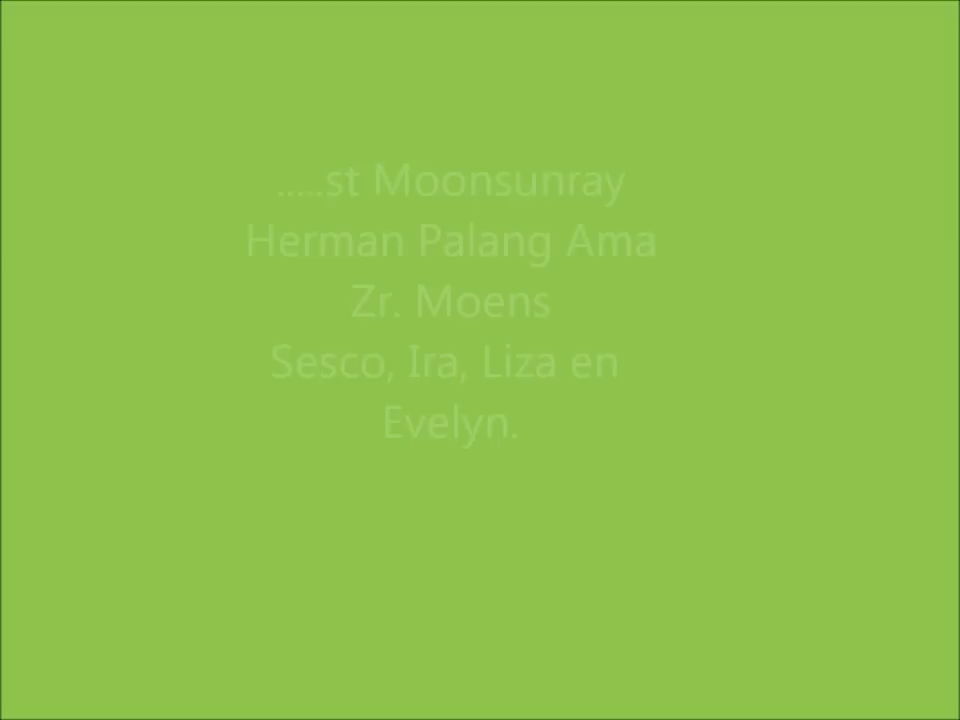 .....st Moonsunray
Herman Palang Ama
Zr. Moens
Sesco, Ira, Liza en
Evelyn.